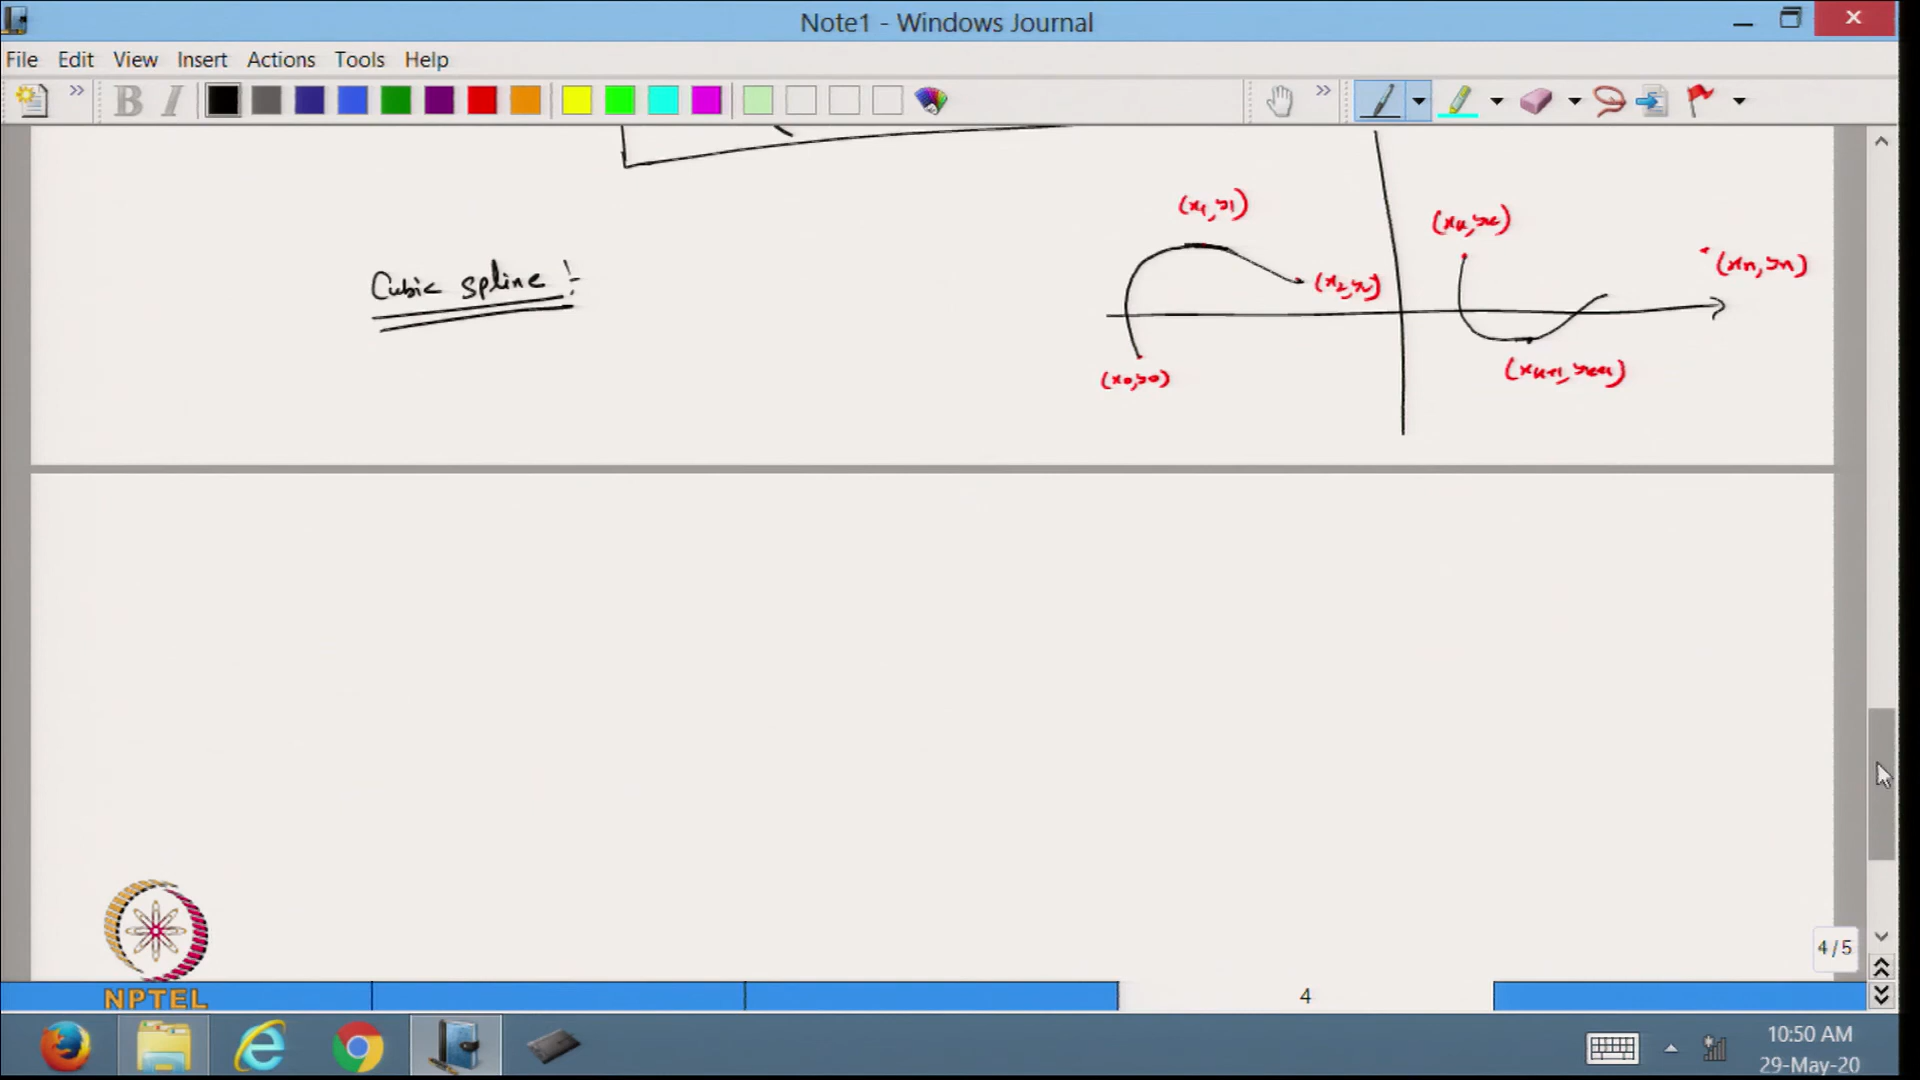 Note1 - Windows Journal
File Edit View Insert Actions Tools Help
B I
(x1, y1)
(xk, yk)
(xn, yn)
Cubic spline :-
(x2, y2)
(x0, y0)
(xk+1, yk+1)
4 / 5
NPTEL
4
10:50 AM
29-May-20